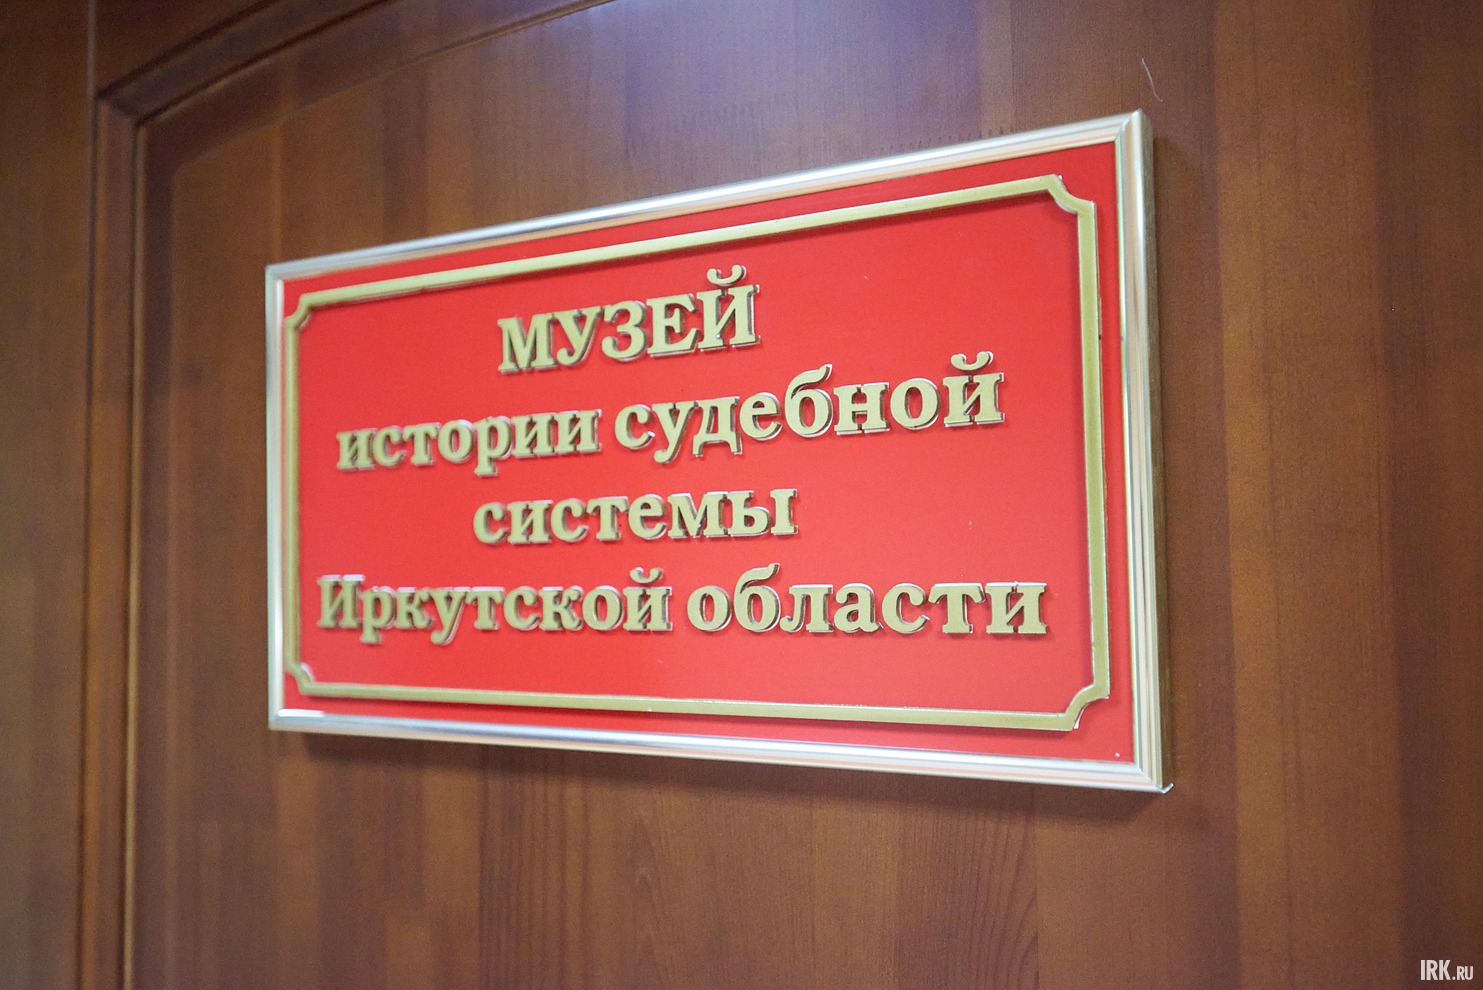 МУЗЕЙ
истории судебной
системы
Иркутской области
IRK.RU